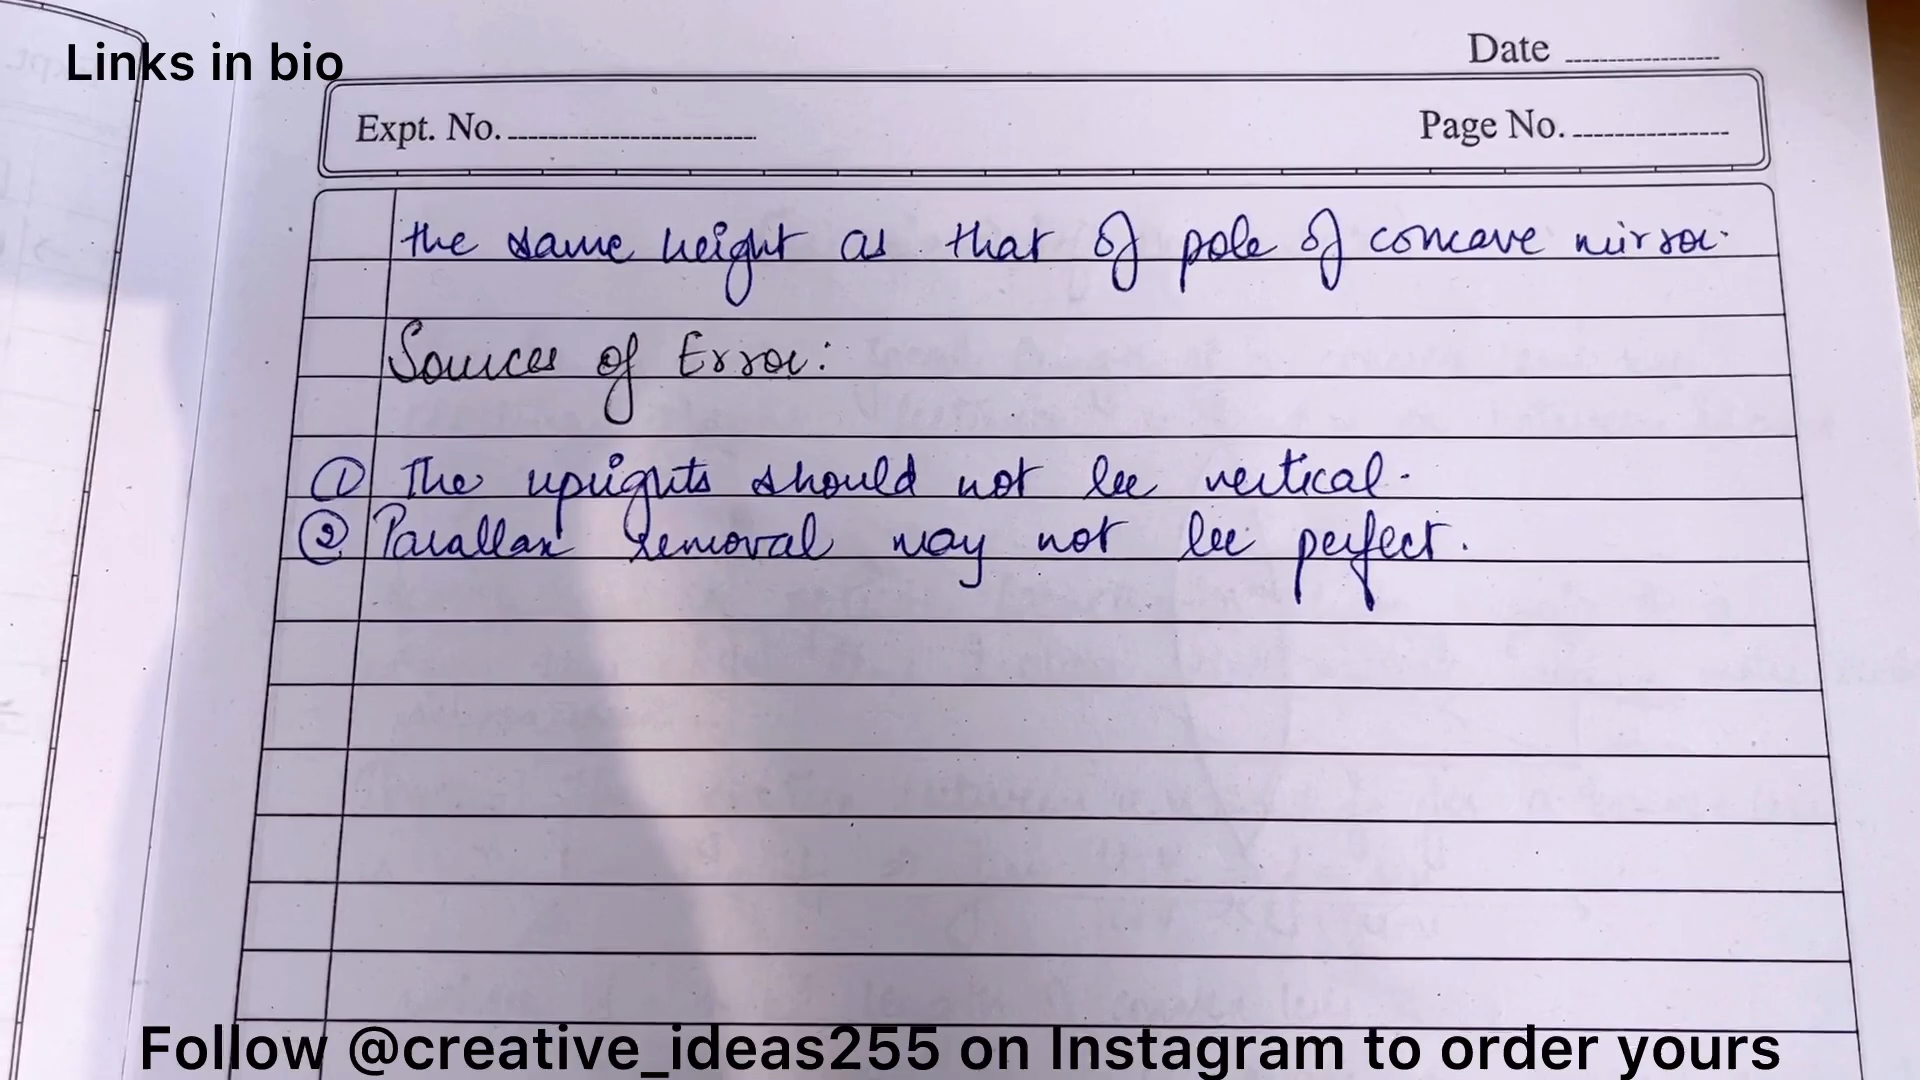 Links in bio
Date
Expt. No.
Page No.
the same height as that of pole of concave mirror.
Sources of Error:
① The uprights should not be vertical.
② Parallax removal may not be perfect.
Follow @creative_ideas255 on Instagram to order yours